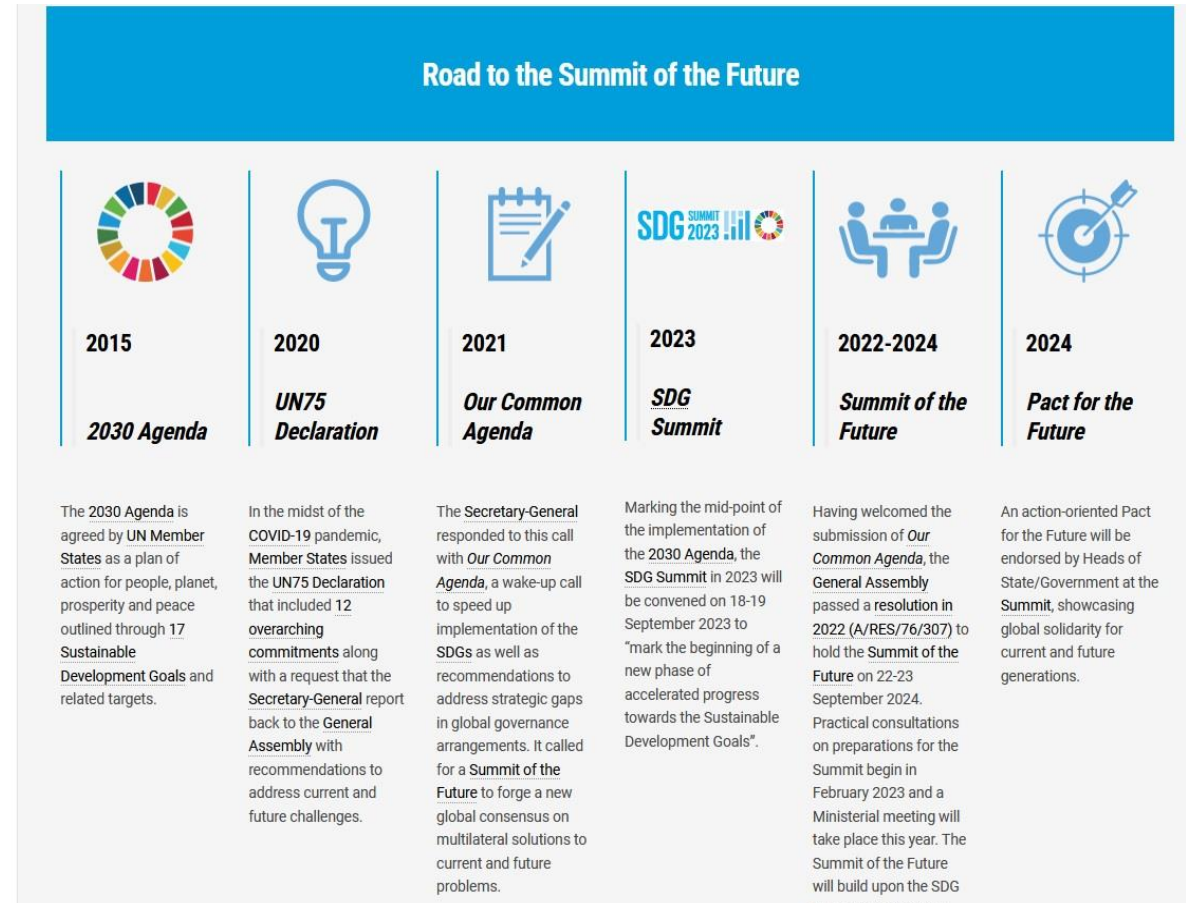 Road to the Summit of the Future
SDG SUMMIT 2023
2015
2030 Agenda
The 2030 Agenda is
agreed by UN Member
States as a plan of
action for people, planet,
prosperity and peace
outlined through 17
Sustainable
Development Goals and
related targets.
2020
UN75
Declaration
In the midst of the
COVID-19 pandemic,
Member States issued
the UN75 Declaration
that included 12
overarching
commitments along
with a request that the
Secretary-General report
back to the General
Assembly with
recommendations to
address current and
future challenges.
2021
Our Common
Agenda
The Secretary-General
responded to this call
with Our Common
Agenda, a wake-up call
to speed up
implementation of the
SDGs as well as
recommendations to
address strategic gaps
in global governance
arrangements. It called
for a Summit of the
Future to forge a new
global consensus on
multilateral solutions to
current and future
problems.
2023
SDG
Summit
Marking the mid-point of
the implementation of
the 2030 Agenda, the
SDG Summit in 2023 will
be convened on 18-19
September 2023 to
“mark the beginning of a
new phase of
accelerated progress
towards the Sustainable
Development Goals”.
2022-2024
Summit of the
Future
Having welcomed the
submission of Our
Common Agenda, the
General Assembly
passed a resolution in
2022 (A/RES/76/307) to
hold the Summit of the
Future on 22-23
September 2024.
Practical consultations
on preparations for the
Summit begin in
February 2023 and a
Ministerial meeting will
take place this year. The
Summit of the Future
will build upon the SDG
2024
Pact for the
Future
An action-oriented Pact
for the Future will be
endorsed by Heads of
State/Government at the
Summit, showcasing
global solidarity for
current and future
generations.